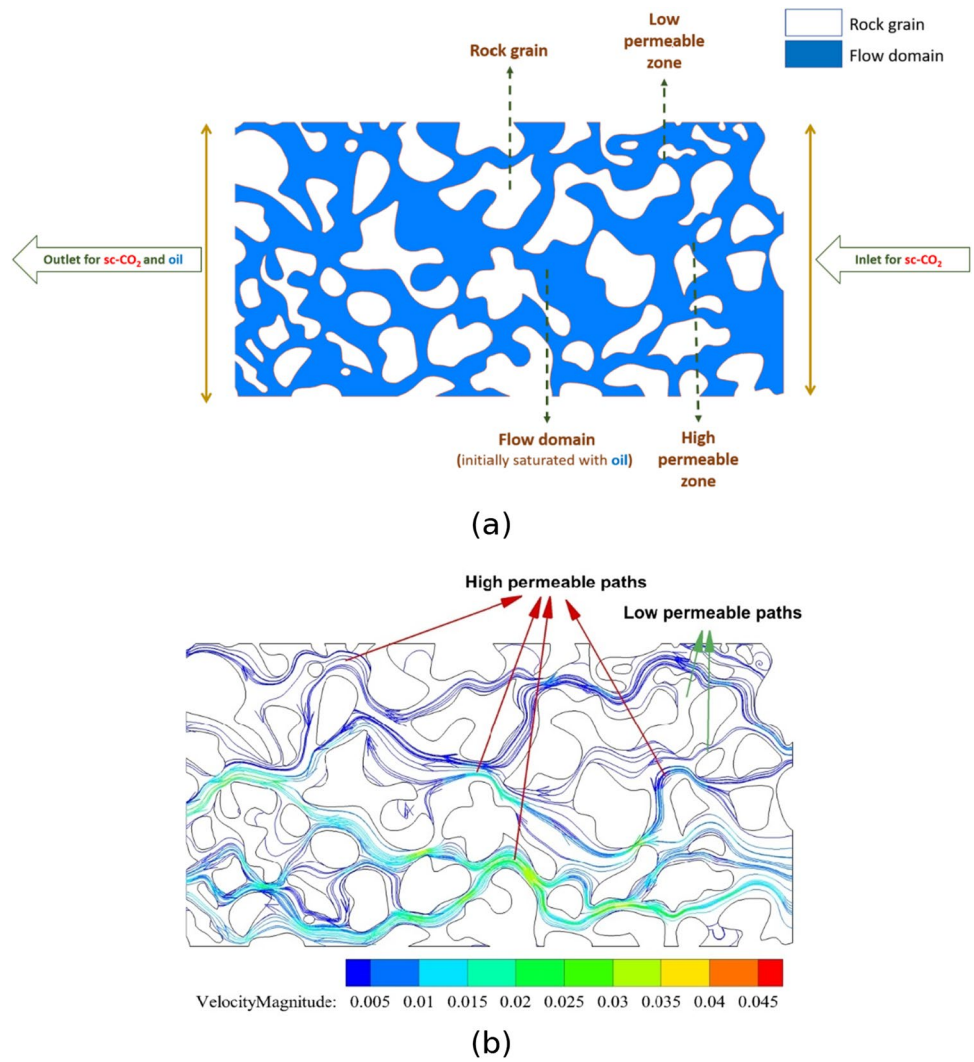 Rock grain
Flow domain
Low
permeable
zone
Rock grain
Outlet for sc-CO₂ and oil
Inlet for sc-CO₂
Flow domain
(initially saturated with oil)
High
permeable
zone
(a)
High permeable paths
Low permeable paths
VelocityMagnitude: 0.005 0.01 0.015 0.02 0.025 0.03 0.035 0.04 0.045
(b)